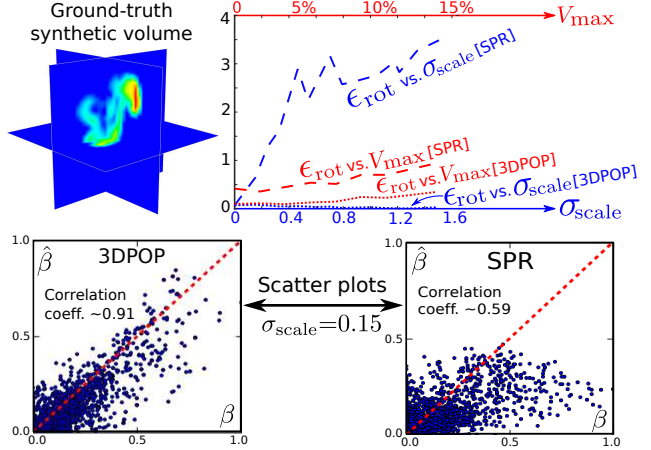 Ground-truth
synthetic volume
0 5% 10% 15% V_max
4
3
2
1
0
ϵ_rot vs. σ_scale [SPR]
ϵ_rot vs. V_max [SPR]
ϵ_rot vs. V_max [3DPOP]
ϵ_rot vs. σ_scale [3DPOP]
0 0.4 0.8 1.2 1.6 σ_scale
1.0
β̂
3DPOP
Correlation
coeff. ~0.91
0.5
0.0
0.0 0.5 1.0
β
Scatter plots
σ_scale=0.15
1.0
β̂
SPR
Correlation
coeff. ~0.59
0.5
0.0
0.0 0.5 1.0
β